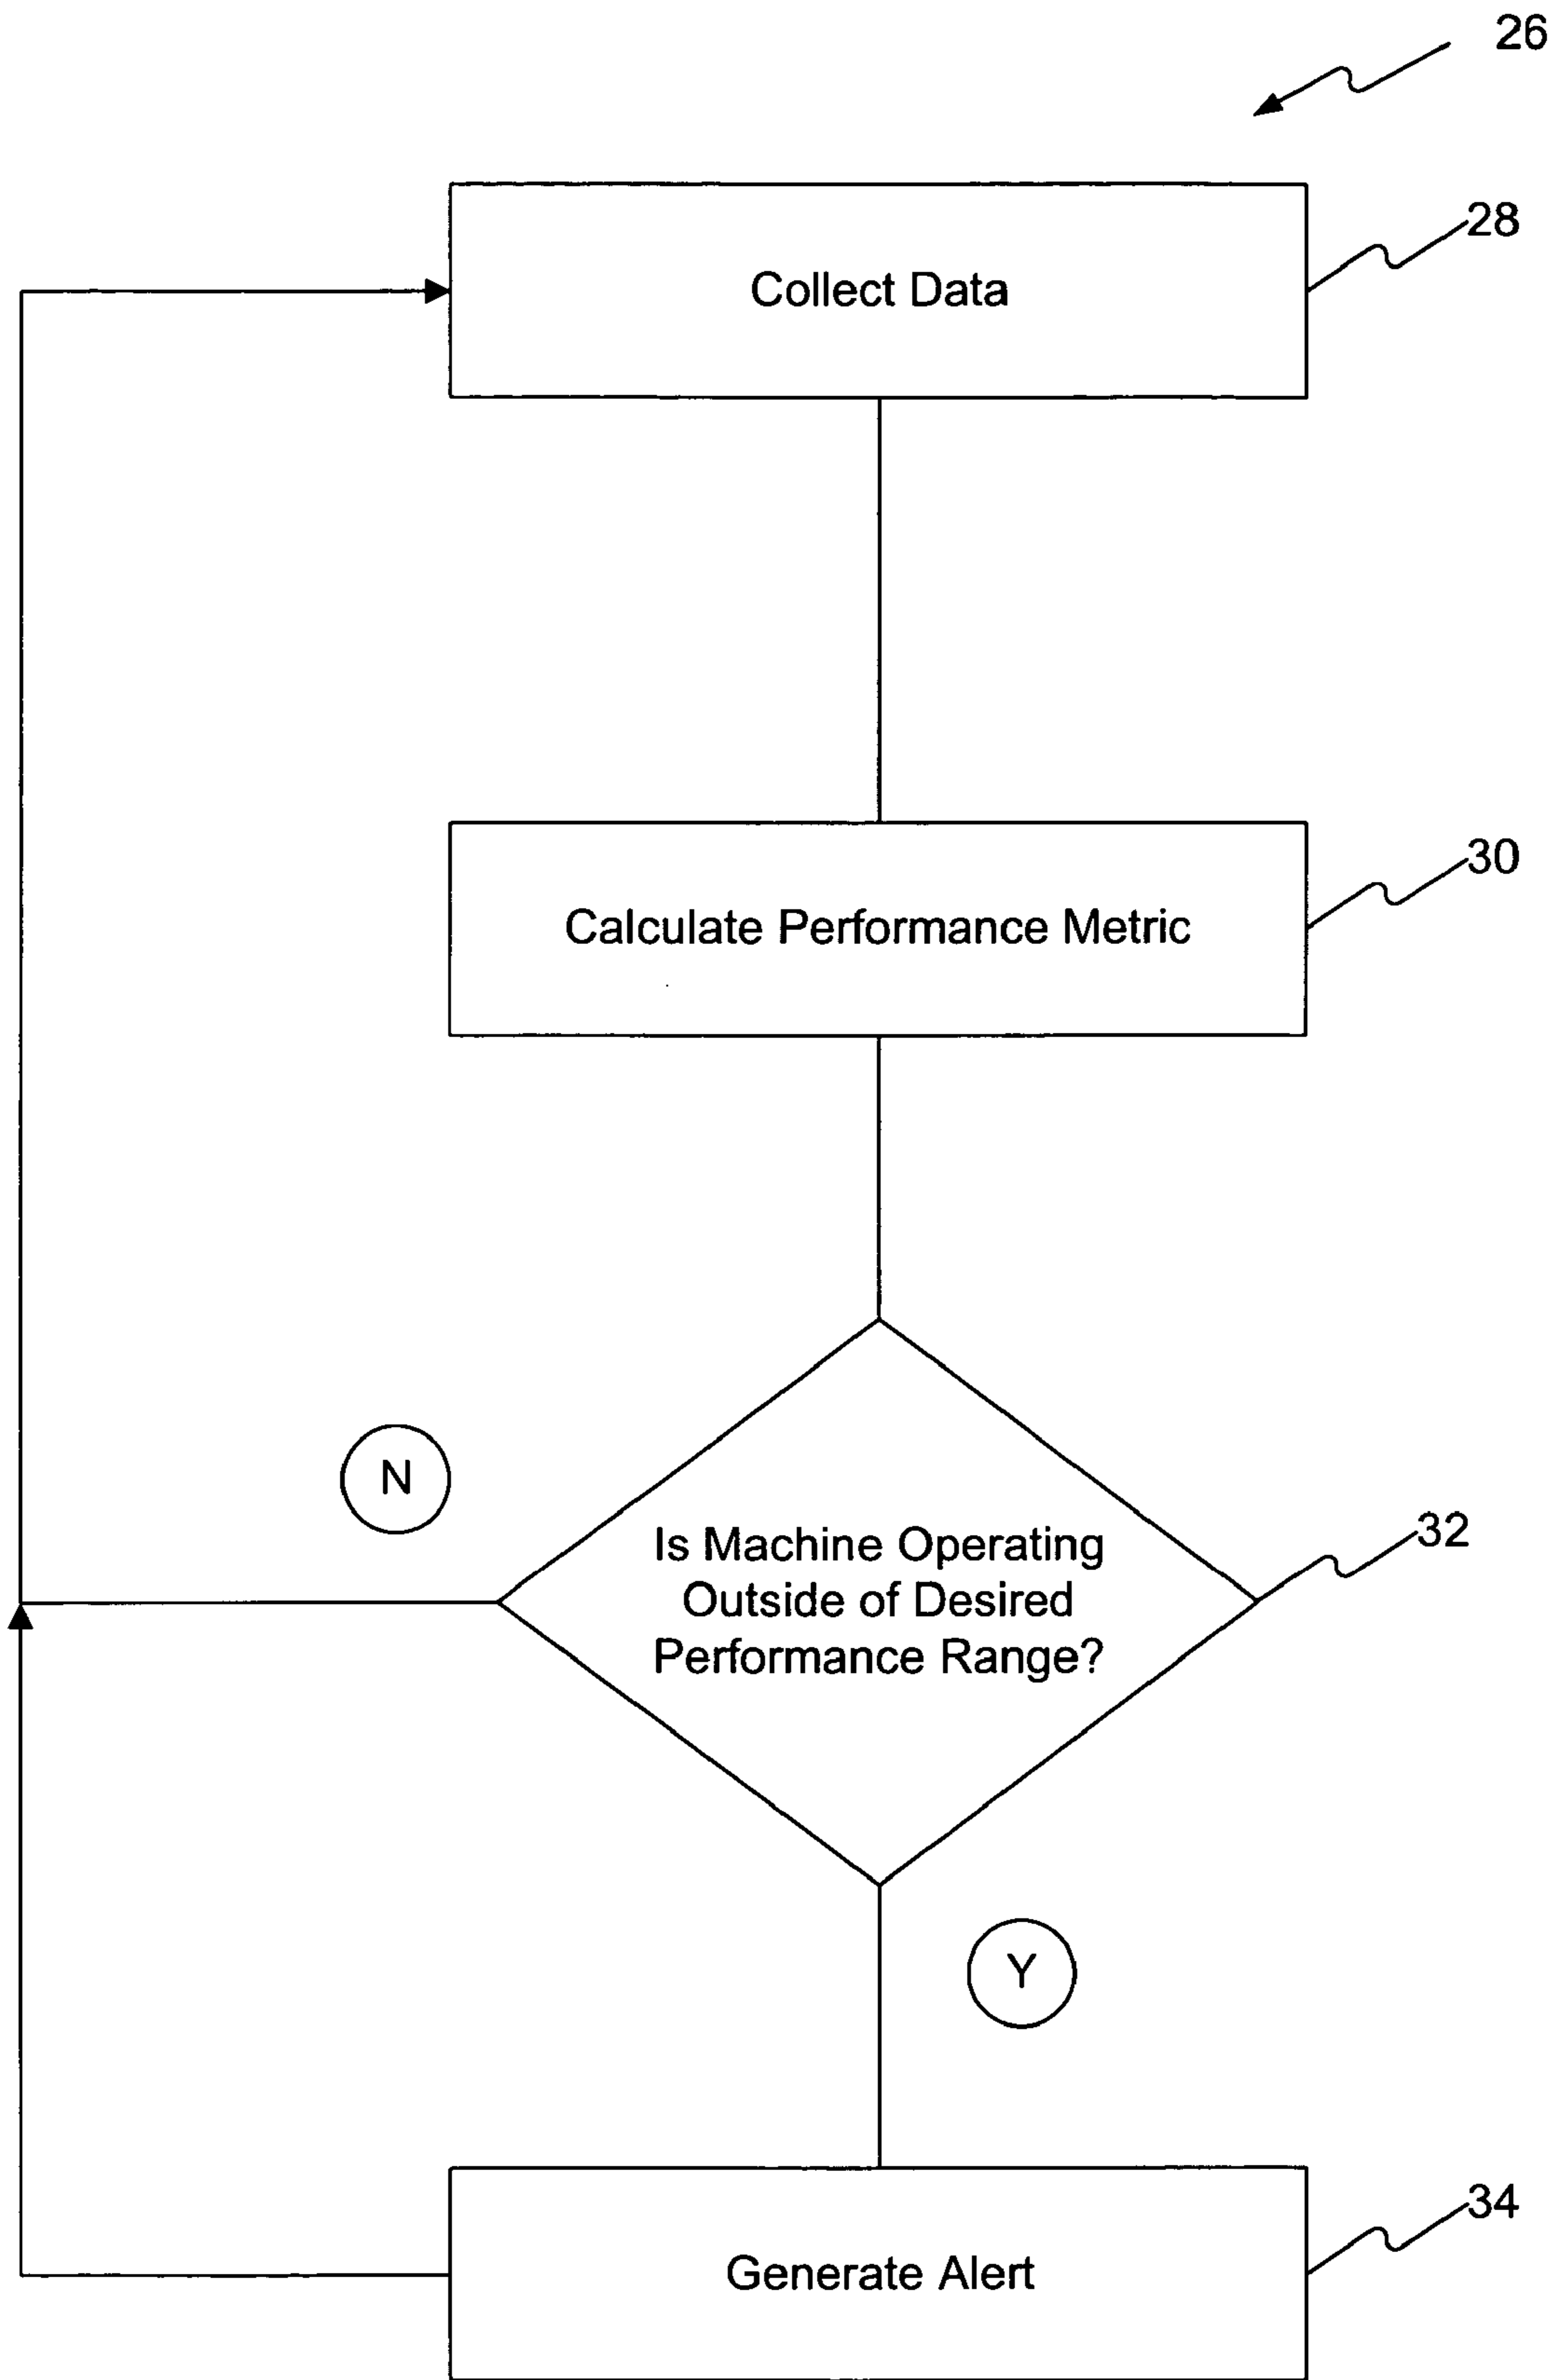 26
28
Collect Data
30
Calculate Performance Metric
N
32
Is Machine Operating
Outside of Desired
Performance Range?
Y
34
Generate Alert